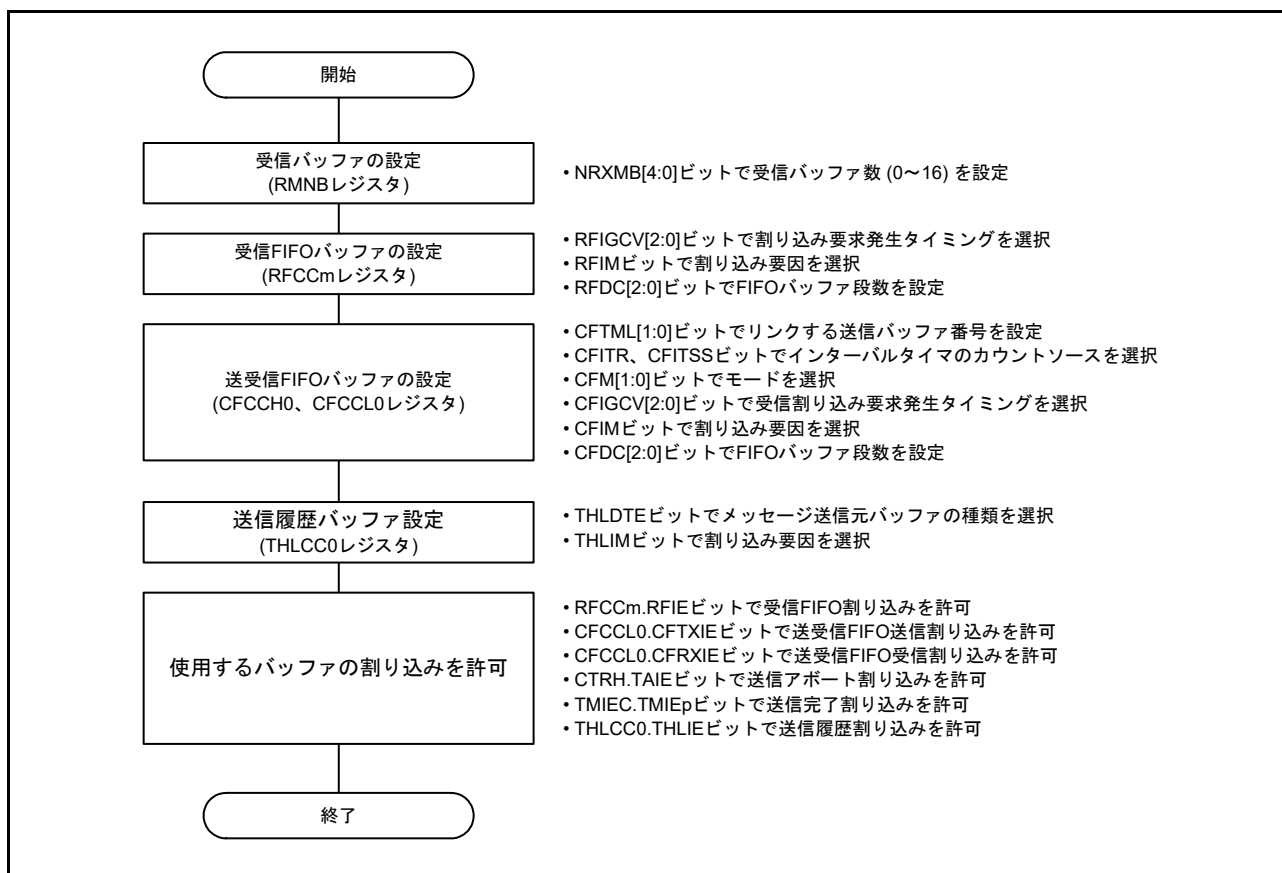 開始
受信バッファの設定
(RMNBレジスタ)
• NRXMB[4:0]ビットで受信バッファ数 (0～16) を設定
受信FIFOバッファの設定
(RFCCmレジスタ)
• RFIGCV[2:0]ビットで割り込み要求発生タイミングを選択
• RFIMビットで割り込み要因を選択
• RFDC[2:0]ビットでFIFOバッファ段数を設定
送受信FIFOバッファの設定
(CFCCH0、CFCCL0レジスタ)
• CFTML[1:0]ビットでリンクする送信バッファ番号を設定
• CFITR、CFITSSビットでインターバルタイマのカウントソースを選択
• CFM[1:0]ビットでモードを選択
• CFIGCV[2:0]ビットで受信割り込み要求発生タイミングを選択
• CFIMビットで割り込み要因を選択
• CFDC[2:0]ビットでFIFOバッファ段数を設定
送信履歴バッファ設定
(THLCC0レジスタ)
• THLDTEビットでメッセージ送信元バッファの種類を選択
• THLIMビットで割り込み要因を選択
使用するバッファの割り込みを許可
• RFCCm.RFIEビットで受信FIFO割り込みを許可
• CFCCL0.CFTXIEビットで送受信FIFO送信割り込みを許可
• CFCCL0.CFRXIEビットで送受信FIFO受信割り込みを許可
• CTRH.TAIEビットで送信アボート割り込みを許可
• TMIEC.TMIEpビットで送信完了割り込みを許可
• THLCC0.THLIEビットで送信履歴割り込みを許可
終了